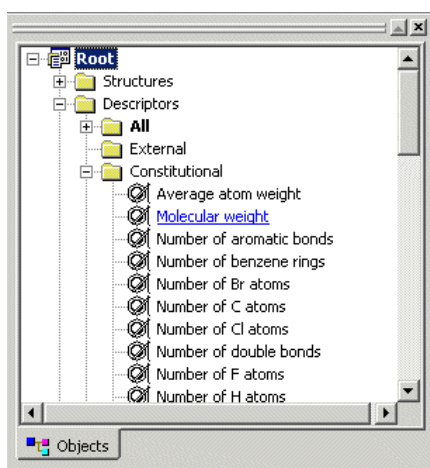 Root
Structures
Descriptors
All
External
Constitutional
Average atom weight
Molecular weight
Number of aromatic bonds
Number of benzene rings
Number of Br atoms
Number of C atoms
Number of Cl atoms
Number of double bonds
Number of F atoms
Number of H atoms
Objects